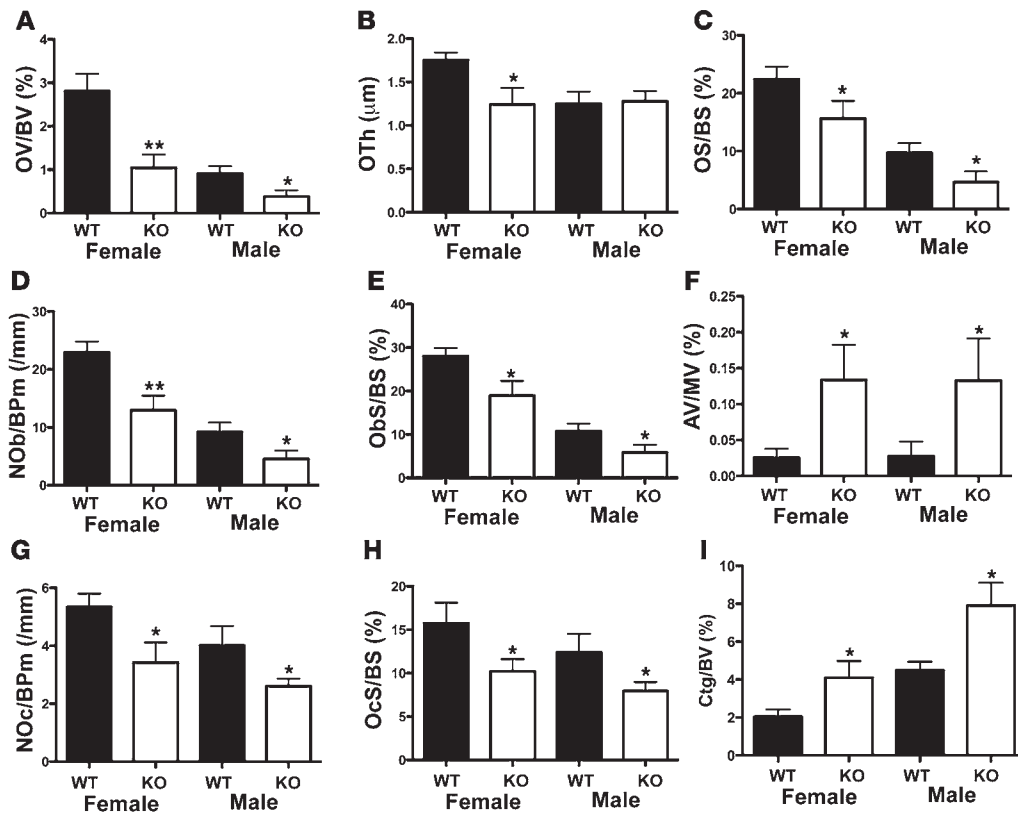 A
OV/BV (%)
4
3
2
1
0
**
*
WT KO WT KO
Female Male
B
OTh (μm)
2.0
1.5
1.0
0.5
0.0
*
WT KO WT KO
Female Male
C
OS/BS (%)
30
20
10
0
*
*
WT KO WT KO
Female Male
D
NOb/BPm (/mm)
30
20
10
0
**
*
WT KO WT KO
Female Male
E
ObS/BS (%)
40
30
20
10
0
*
*
WT KO WT KO
Female Male
F
AV/MV (%)
0.25
0.20
0.15
0.10
0.05
0.00
*
*
WT KO WT KO
Female Male
G
NOc/BPm (/mm)
6
4
2
0
*
*
WT KO WT KO
Female Male
H
OcS/BS (%)
20
15
10
5
0
*
*
WT KO WT KO
Female Male
I
Ctg/BV (%)
10
8
6
4
2
0
*
*
WT KO WT KO
Female Male